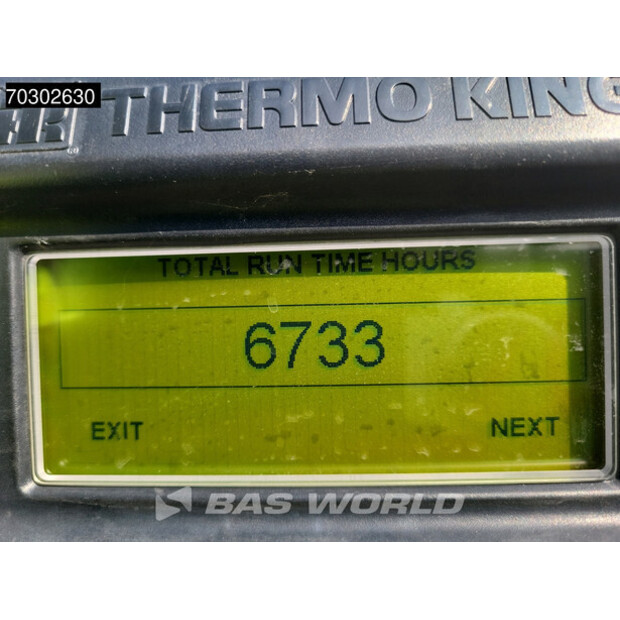 70302630
THERMO KING
TOTAL RUN TIME HOURS
6733
EXIT NEXT
BAS WORLD